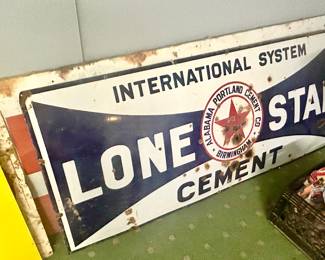 INTERNATIONAL SYSTEM
LONE STA
ALABAMA PORTLAND CEMENT CO.
BIRMINGHAM
CEMENT